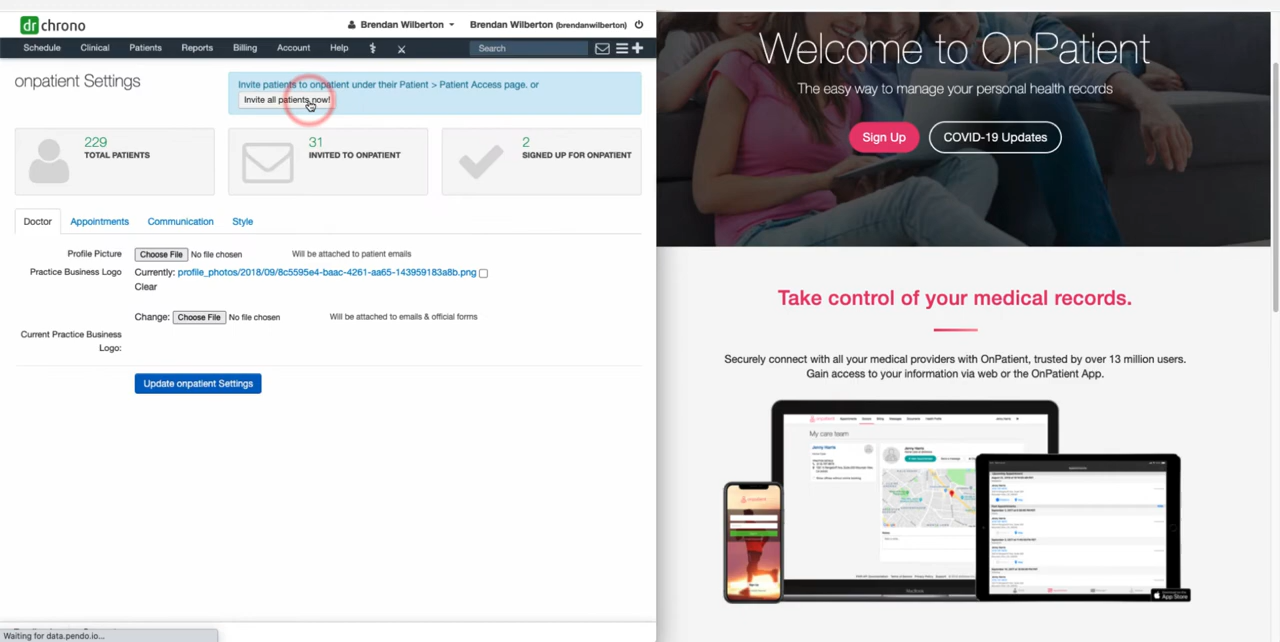 drchrono
Brendan Wilberton
Brendan Wilberton (brendanwilberton)
Schedule Clinical Patients Reports Billing Account Help
Search
onpatient Settings
Invite patients to onpatient under their Patient > Patient Access page. or
Invite all patients now!
229
TOTAL PATIENTS
31
INVITED TO ONPATIENT
2
SIGNED UP FOR ONPATIENT
Doctor Appointments Communication Style
Profile Picture Choose File No file chosen Will be attached to patient emails
Practice Business Logo Currently: profile_photos/2018/09/8c5595e4-baac-4261-aa65-143959183a8b.png
Clear
Change: Choose File No file chosen Will be attached to emails & official forms
Current Practice Business
Logo:
Update onpatient Settings
Waiting for data.pendo.io...
Welcome to OnPatient
The easy way to manage your personal health records
Sign Up COVID-19 Updates
Take control of your medical records.
Securely connect with all your medical providers with OnPatient, trusted by over 13 million users.
Gain access to your information via web or the OnPatient App.
My care team
Jenny Harris
App Store